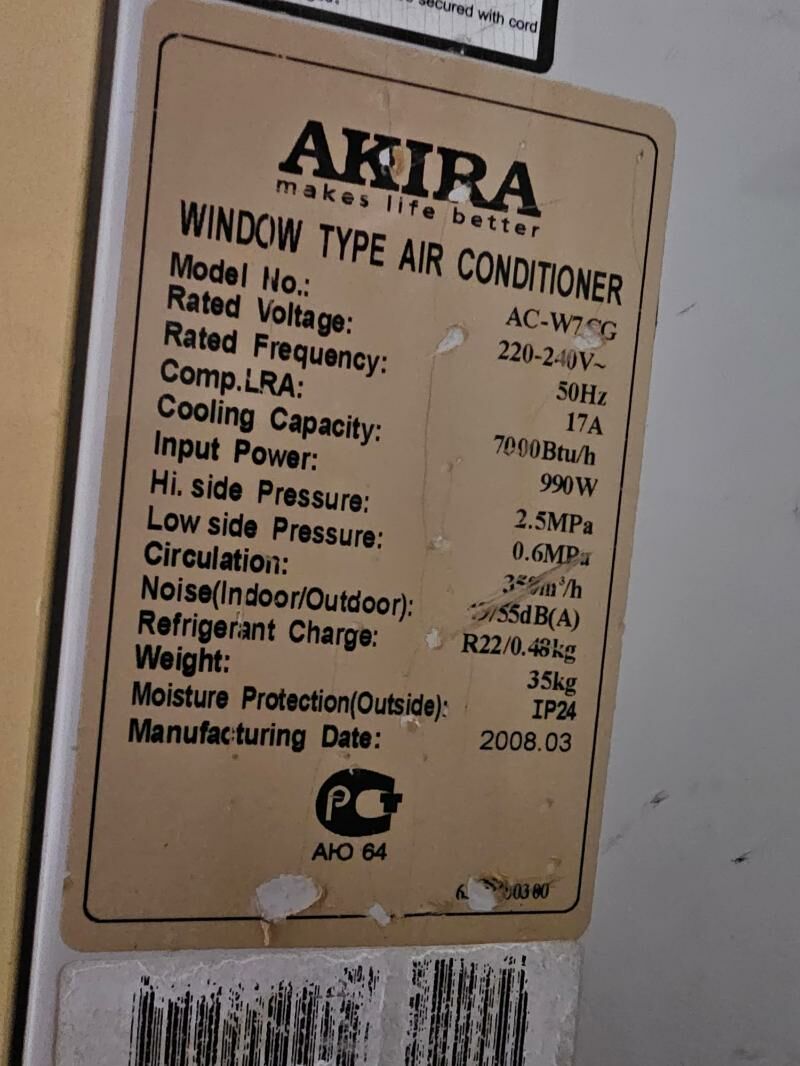 secured with cord
AKIRA
makes life better
WINDOW TYPE AIR CONDITIONER
Model No.:
Rated Voltage: 220-240V~
Rated Frequency: 50Hz
Comp.LRA: 17A
Cooling Capacity: 7000Btu/h
Input Power: 990W
Hi. side Pressure: 2.5MPa
Low side Pressure: 0.6MPa
Circulation:
Noise(Indoor/Outdoor):
Refrigerant Charge: R22/0.48kg
Weight: 35kg
Moisture Protection(Outside): IP24
Manufacturing Date: 2008.03
РСТ
АЮ 64